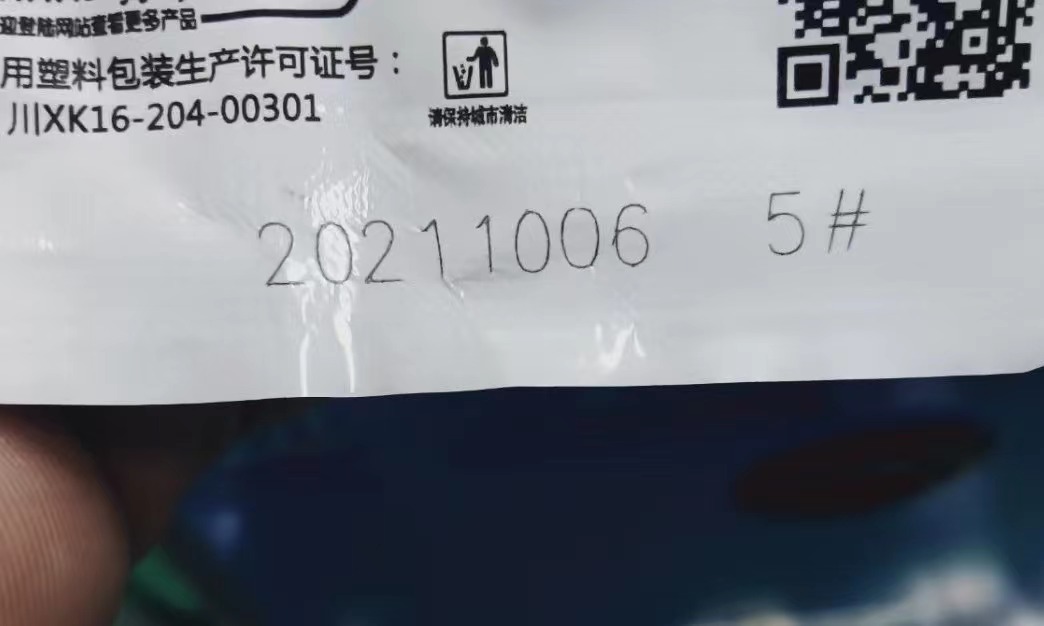 迎登陆网站查看更多产品
用塑料包装生产许可证号：
川XK16-204-00301
请保持城市清洁
20211006 5#